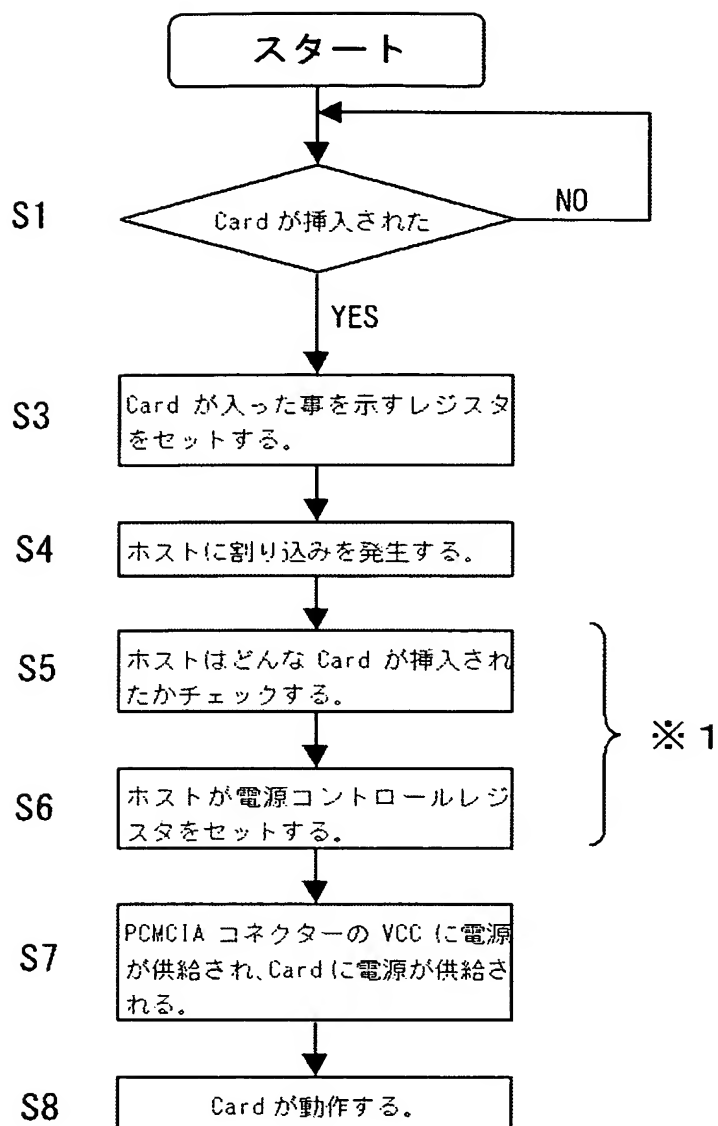 スタート
S1
Card が挿入された
NO
YES
S3
Card が入った事を示すレジスタ
をセットする。
S4
ホストに割り込みを発生する。
S5
ホストはどんな Card が挿入され
たかチェックする。
※1
S6
ホストが電源コントロールレジ
スタをセットする。
S7
PCMCIA コネクターの VCC に電源
が供給され、Card に電源が供給さ
れる。
S8
Card が動作する。